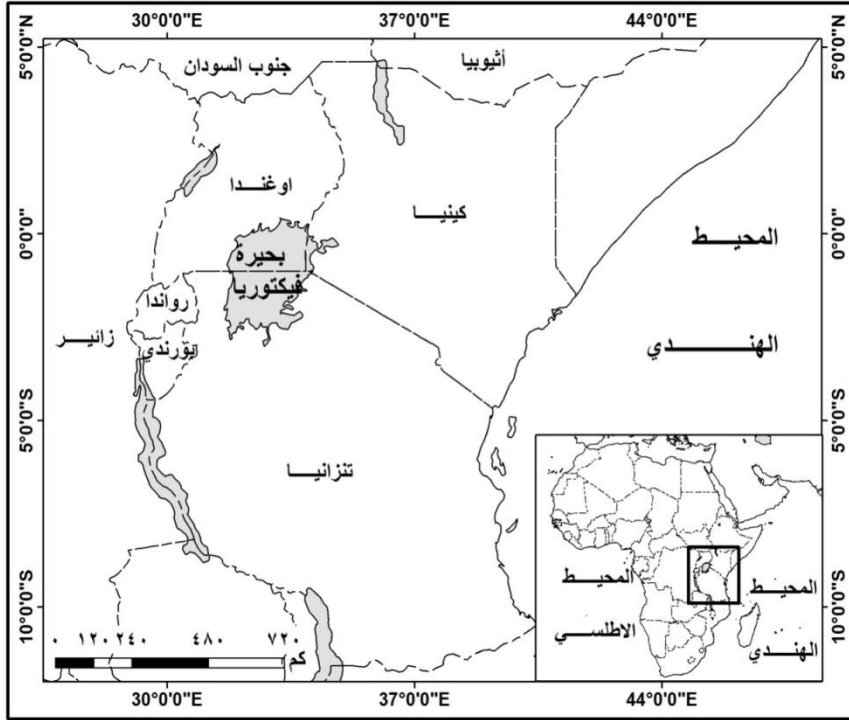 30°0'0"E 37°0'0"E 44°0'0"E
5°0'0"N
جنوب السودان
أثيوبيا
اوغندا
كينيا
0°0'0"
المحيط
بحيرة
فيكتوريا
رواندا
زائير
بورندي
الهندي
5°0'0"S
تنزانيا
10°0'0"S
المحيط
الاطلسي
المحيط
الهندي
٠ ١٢٠ ٢٤٠ ٤٨٠ ٧٢٠
كم
30°0'0"E 37°0'0"E 44°0'0"E
5°0'0"N
0°0'0"
5°0'0"S
10°0'0"S